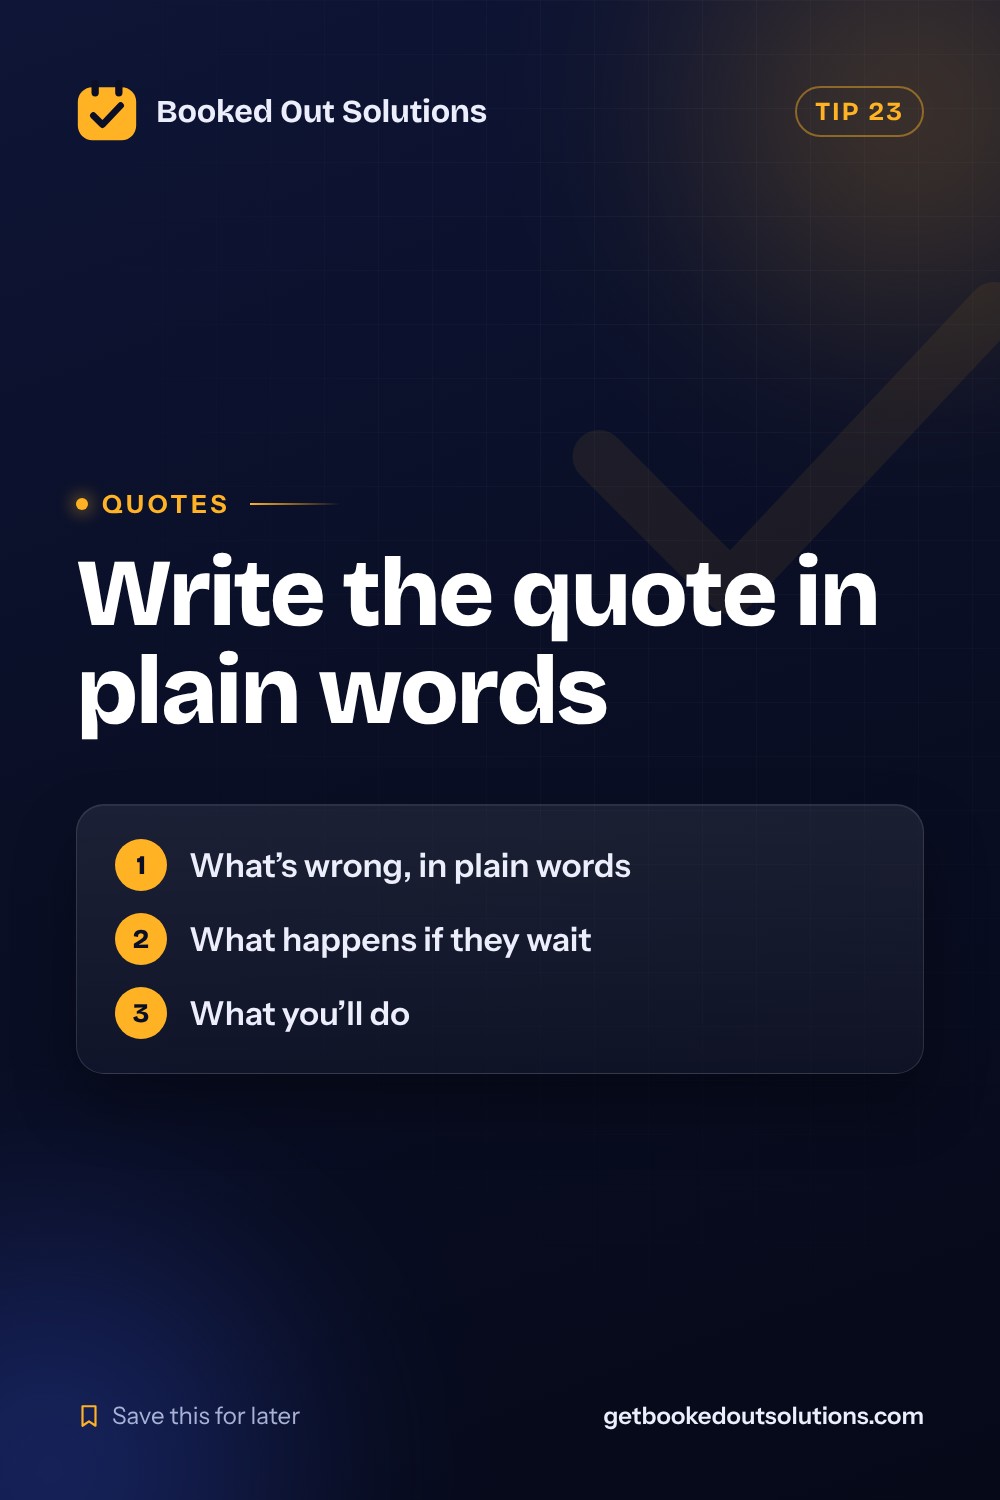 Booked Out Solutions
TIP 23
QUOTES
Write the quote in
plain words
1 What’s wrong, in plain words
2 What happens if they wait
3 What you’ll do
Save this for later
getbookedoutsolutions.com